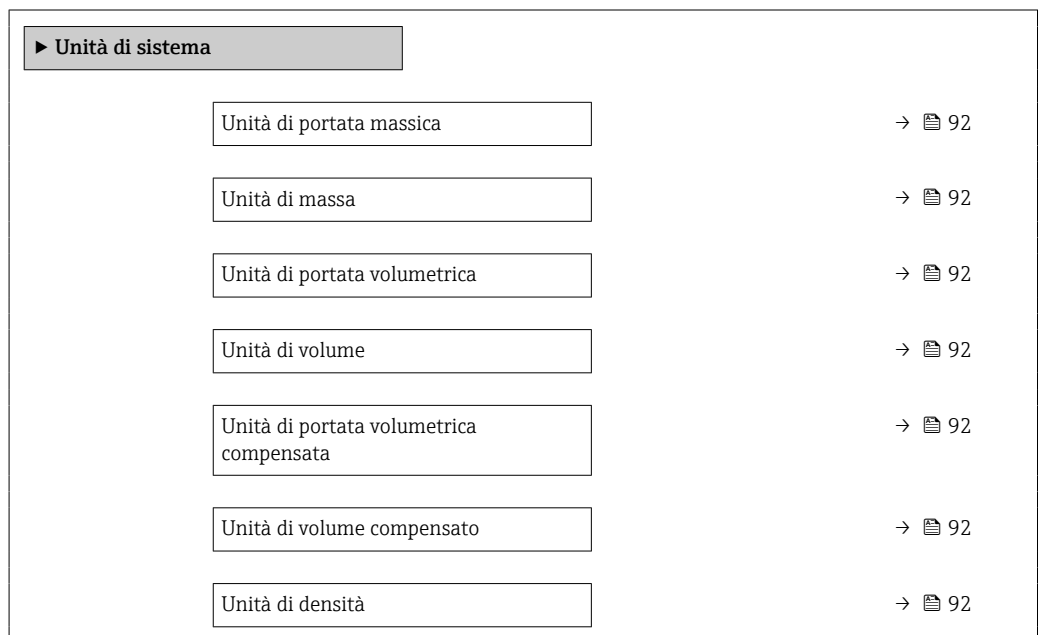 ▶ Unità di sistema
Unità di portata massica → 92
Unità di massa → 92
Unità di portata volumetrica → 92
Unità di volume → 92
Unità di portata volumetrica → 92
compensata
Unità di volume compensato → 92
Unità di densità → 92